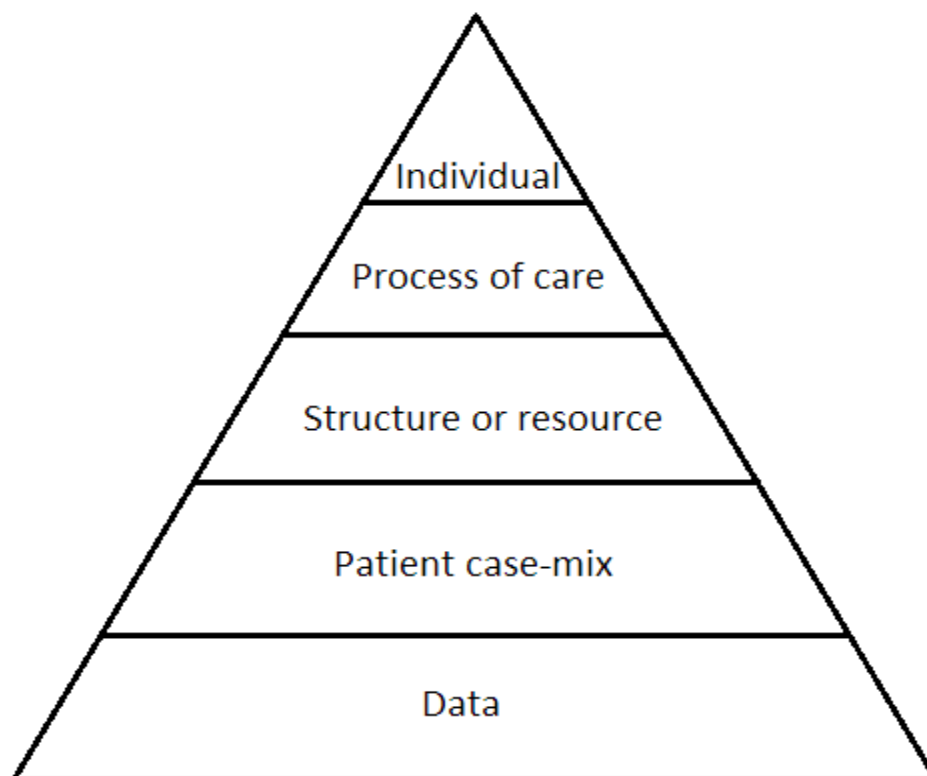 Individual
Process of care
Structure or resource
Patient case-mix
Data